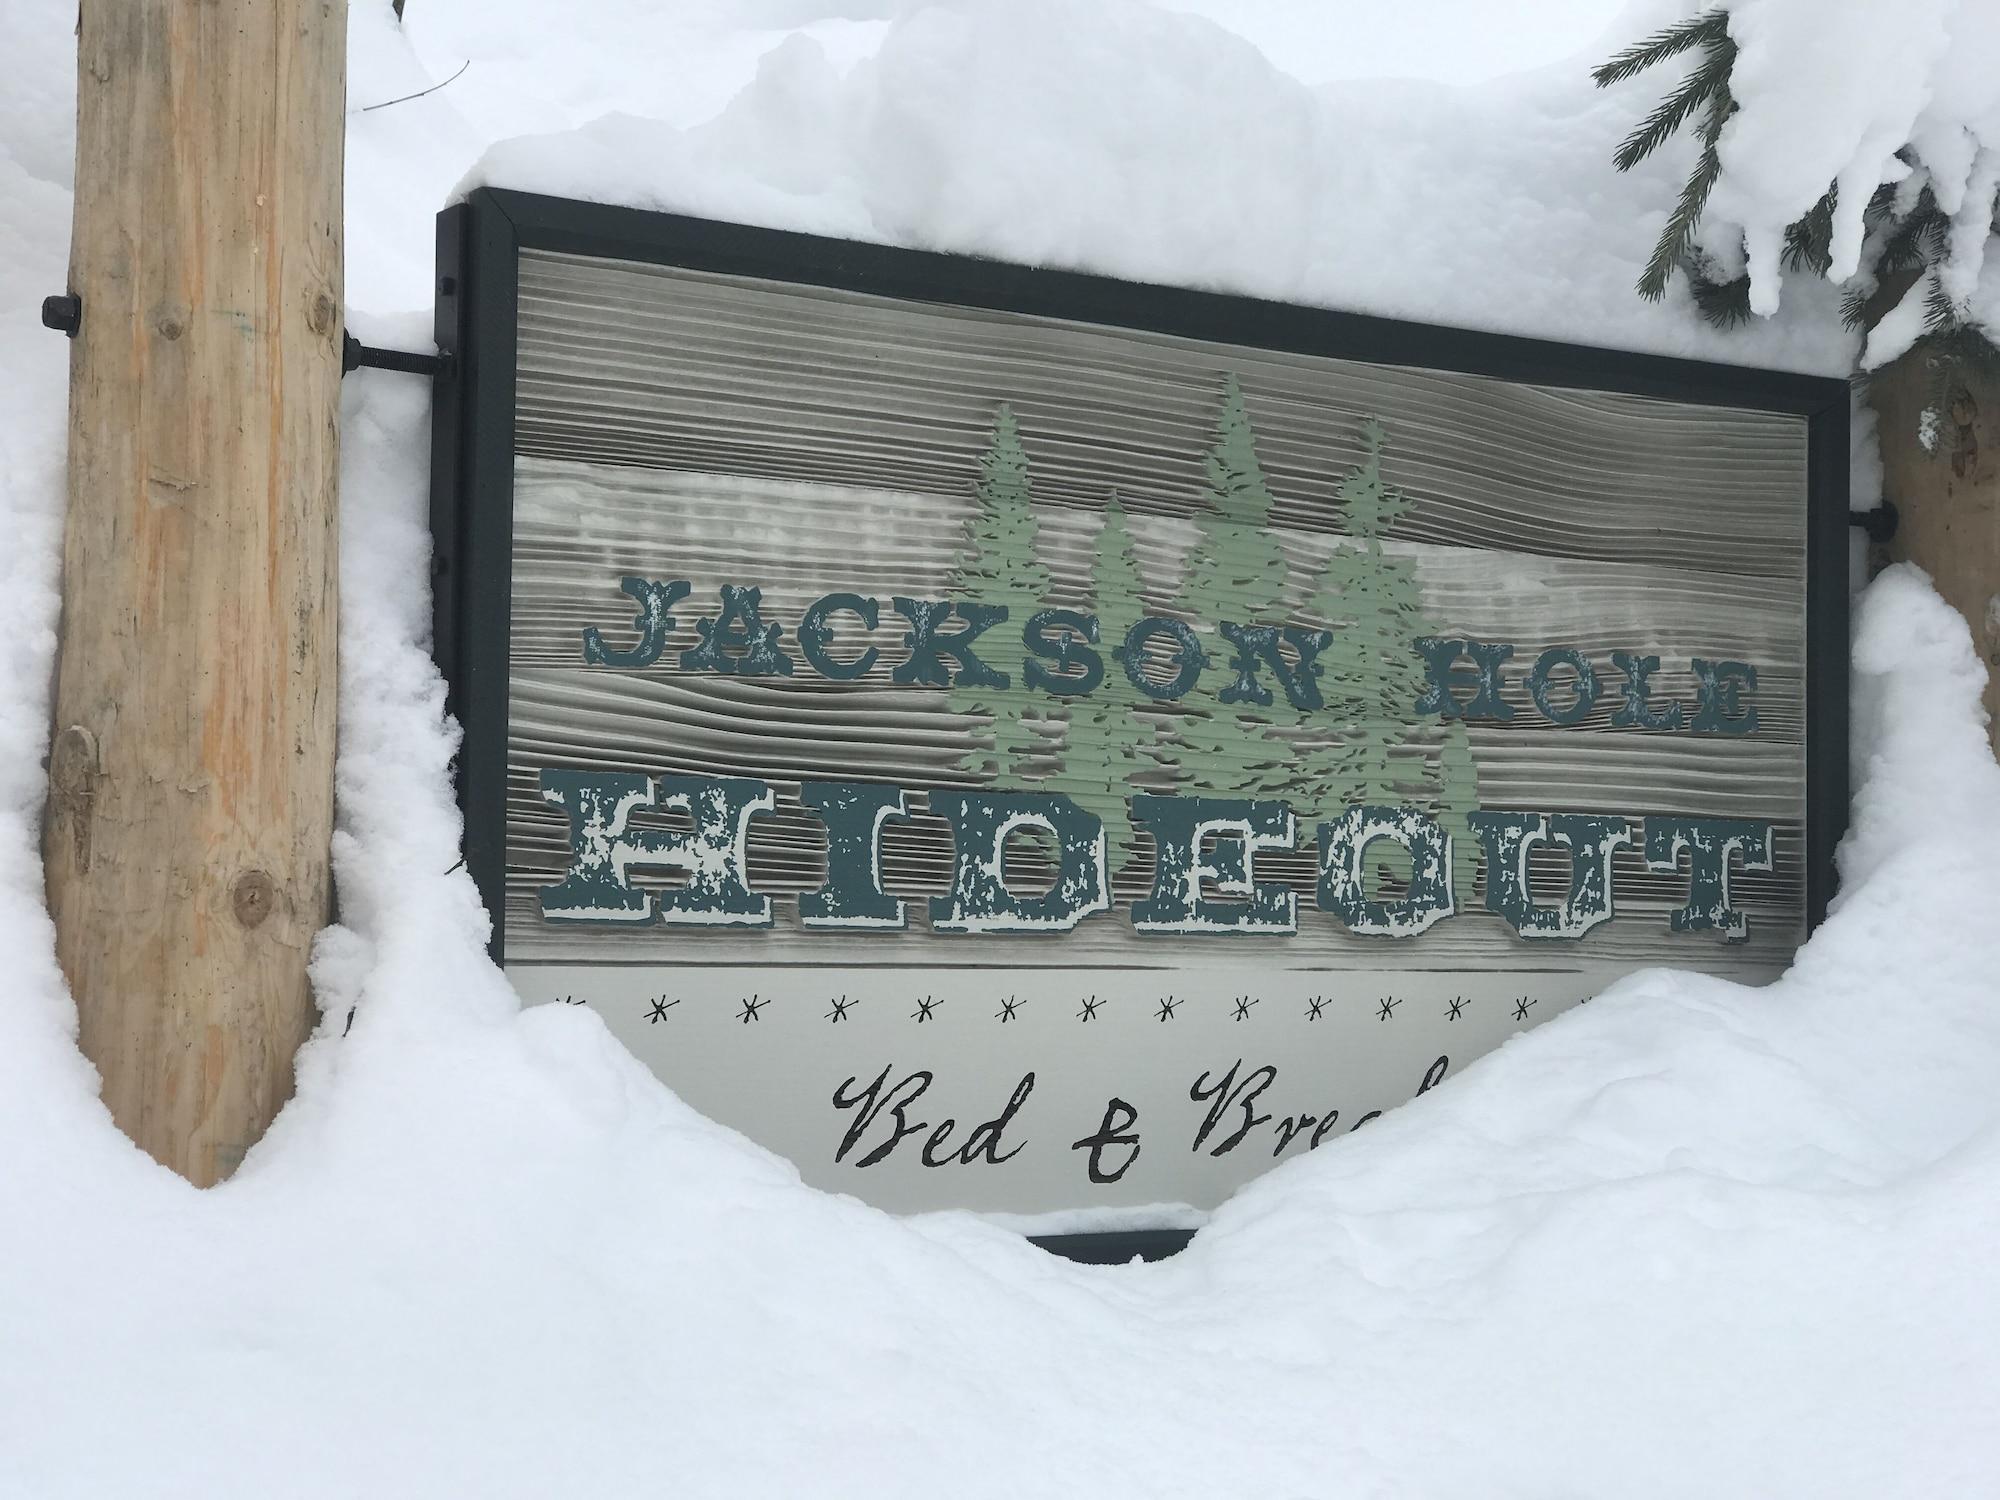 JACKSON HOLE
HIDEOUT
* * * * * * * * * * *
Bed &